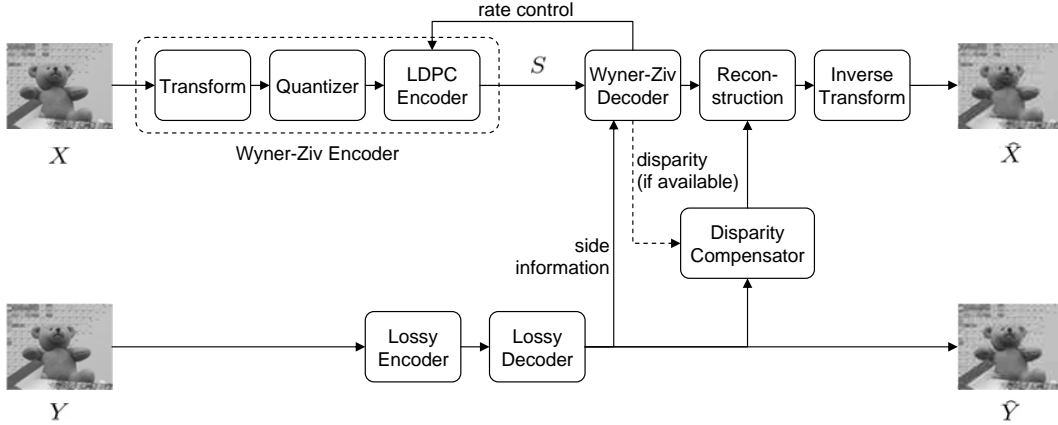 rate control
Transform
Quantizer
LDPC
Encoder
S
Wyner-Ziv
Decoder
Recon-
struction
Inverse
Transform
X
Wyner-Ziv Encoder
disparity
(if available)
X̂
Disparity
Compensator
side
information
Lossy
Encoder
Lossy
Decoder
Y
Ŷ